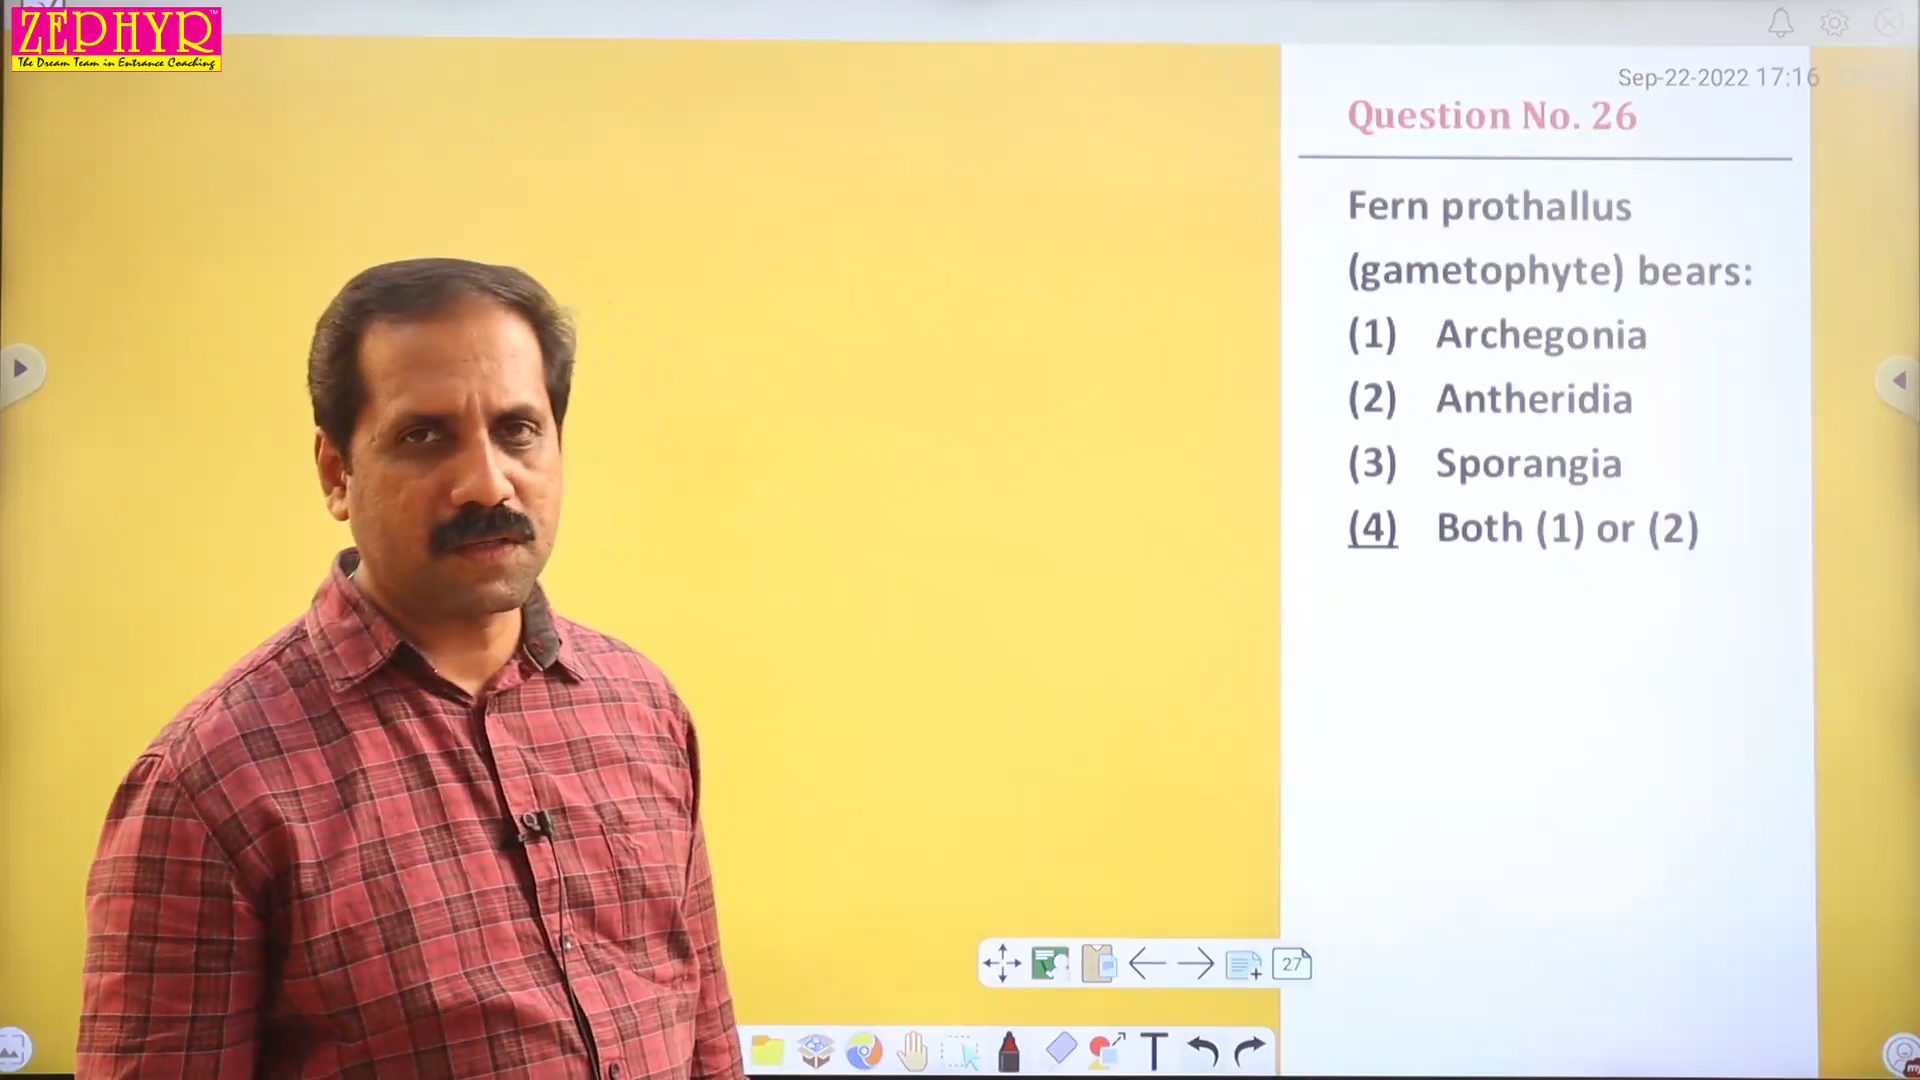 ZEPHYR™
The Dream Team in Entrance Coaching
Sep-22-2022 17:16
Question No. 26
Fern prothallus
(gametophyte) bears:
(1) Archegonia
(2) Antheridia
(3) Sporangia
(4) Both (1) or (2)
27
T